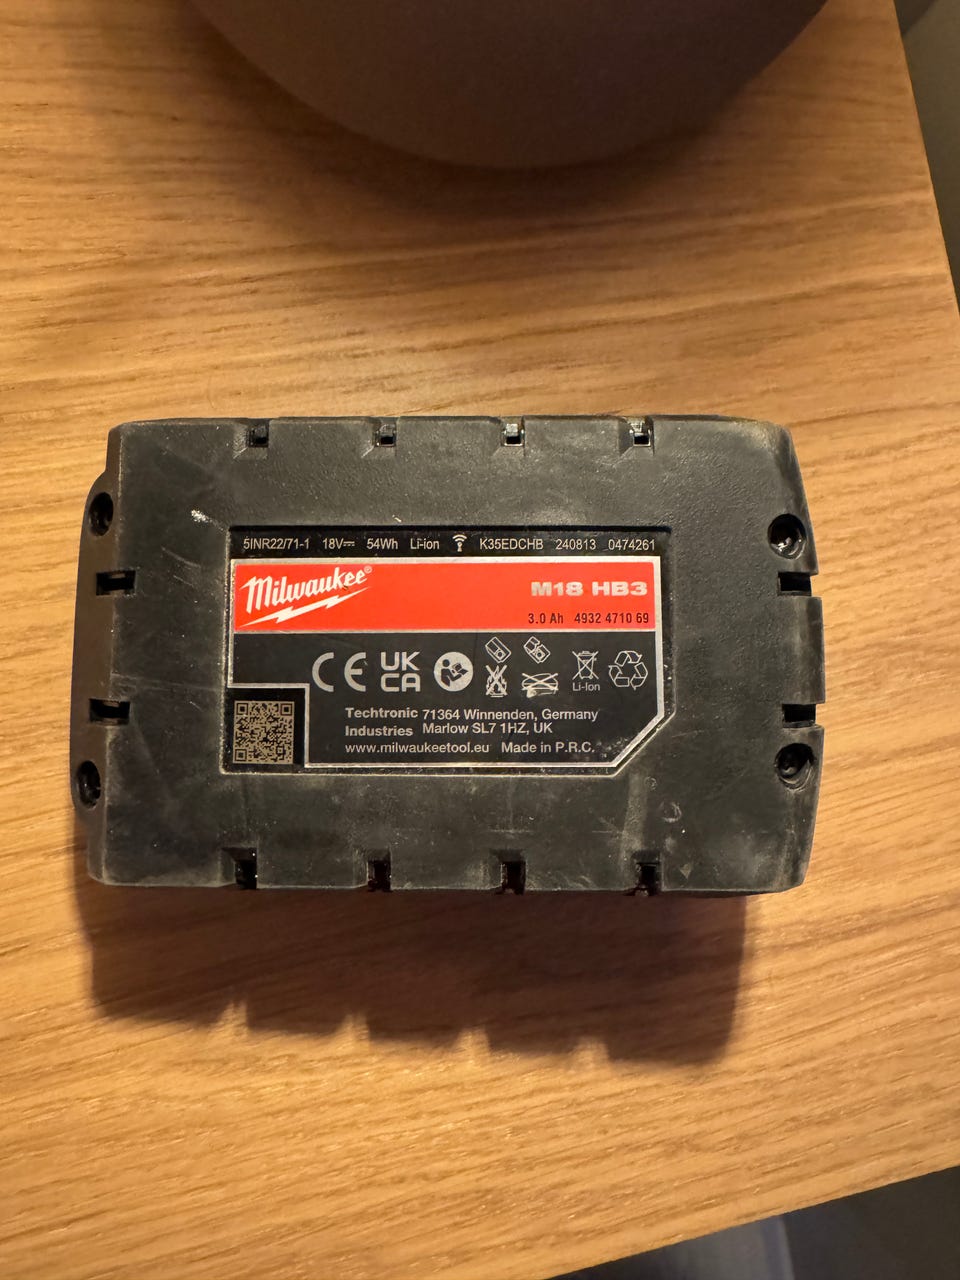 5INR22/71-1 18V⎓ 54Wh Li-ion K35EDCHB 240813 0474261
Milwaukee®
M18 HB3
3.0 Ah 4932 4710 69
CE UK CA
Li-Ion
Techtronic 71364 Winnenden, Germany
Industries Marlow SL7 1HZ, UK
www.milwaukeetool.eu Made in P.R.C.